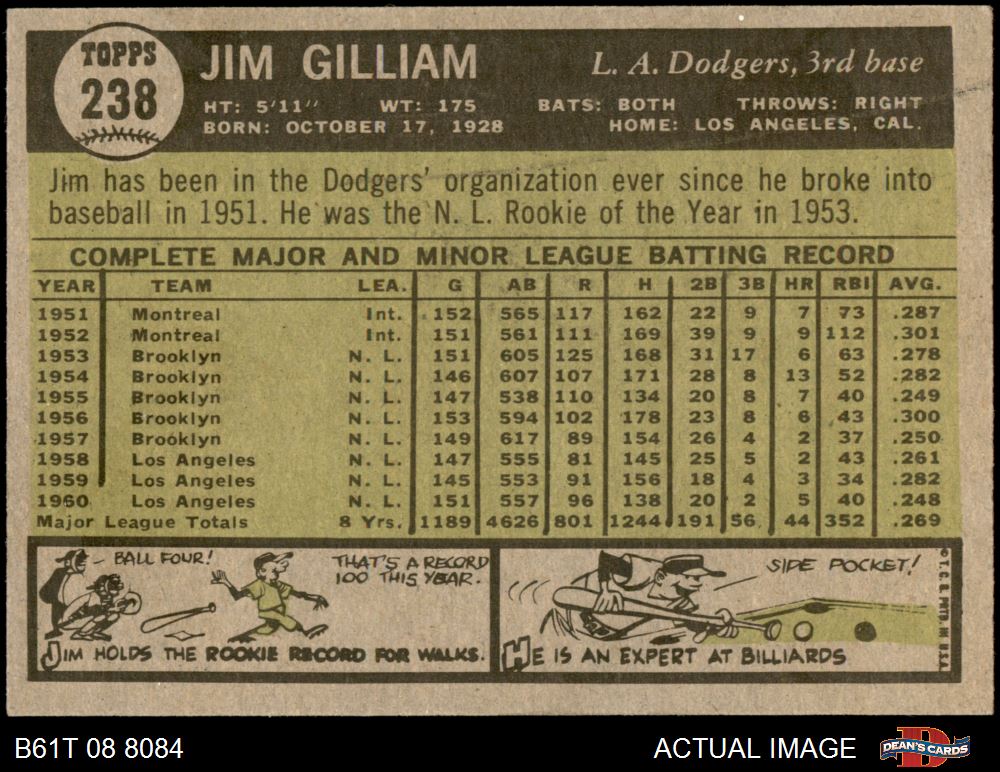 TOPPS
238
JIM GILLIAM
L. A. Dodgers, 3rd base
HT: 5'11" WT: 175 BATS: BOTH THROWS: RIGHT
BORN: OCTOBER 17, 1928 HOME: LOS ANGELES, CAL.
Jim has been in the Dodgers' organization ever since he broke into
baseball in 1951. He was the N. L. Rookie of the Year in 1953.
COMPLETE MAJOR AND MINOR LEAGUE BATTING RECORD
YEAR TEAM LEA. G AB R H 2B 3B HR RBI AVG.
1951 Montreal Int. 152 565 117 162 22 9 7 73 .287
1952 Montreal Int. 151 561 111 169 39 9 9 112 .301
1953 Brooklyn N. L. 151 605 125 168 31 17 6 63 .278
1954 Brooklyn N. L. 146 607 107 171 28 8 13 52 .282
1955 Brooklyn N. L. 147 538 110 134 20 8 7 40 .249
1956 Brooklyn N. L. 153 594 102 178 23 8 6 43 .300
1957 Brooklyn N. L. 149 617 89 154 26 4 2 37 .250
1958 Los Angeles N. L. 147 555 81 145 25 5 2 43 .261
1959 Los Angeles N. L. 145 553 91 156 18 4 3 34 .282
1960 Los Angeles N. L. 151 557 96 138 20 2 5 40 .248
Major League Totals 8 Yrs. 1189 4626 801 1244 191 56 44 352 .269
BALL FOUR!
THAT'S A RECORD
100 THIS YEAR.
JIM HOLDS THE ROOKIE RECORD FOR WALKS.
SIDE POCKET!
HE IS AN EXPERT AT BILLIARDS
© T. C. G. PRTD. IN U.S.A.
B61T 08 8084
ACTUAL IMAGE
DEAN'S CARDS